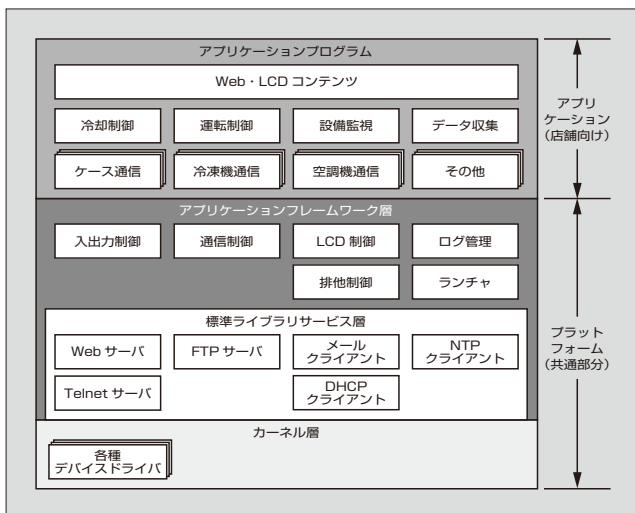 アプリケーションプログラム
Web・LCD コンテンツ
冷却制御
運転制御
設備監視
データ収集
ケース通信
冷凍機通信
空調機通信
その他
アプリケーションフレームワーク層
入出力制御
通信制御
LCD 制御
ログ管理
排他制御
ランチャ
標準ライブラリサービス層
Web サーバ
FTP サーバ
メール
クライアント
NTP
クライアント
Telnet サーバ
DHCP
クライアント
カーネル層
各種
デバイスドライバ
アプリ
ケーション
（店舗向け）
プラット
フォーム
（共通部分）